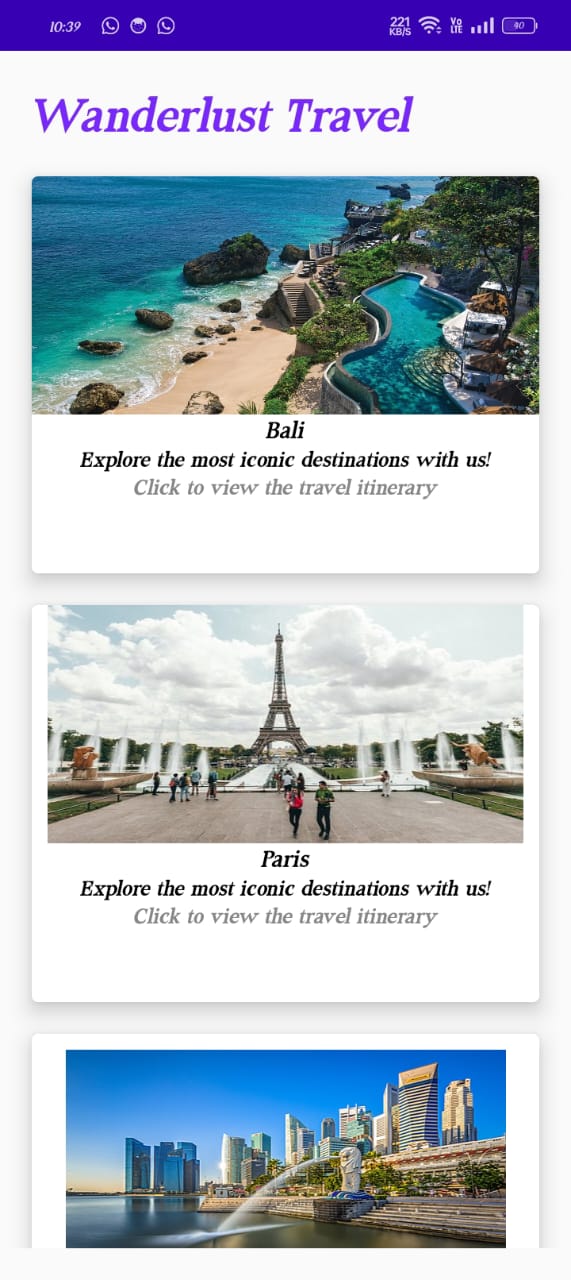 10:39
221
KB/S
Vo
LTE
40
Wanderlust Travel
Bali
Explore the most iconic destinations with us!
Click to view the travel itinerary
Paris
Explore the most iconic destinations with us!
Click to view the travel itinerary